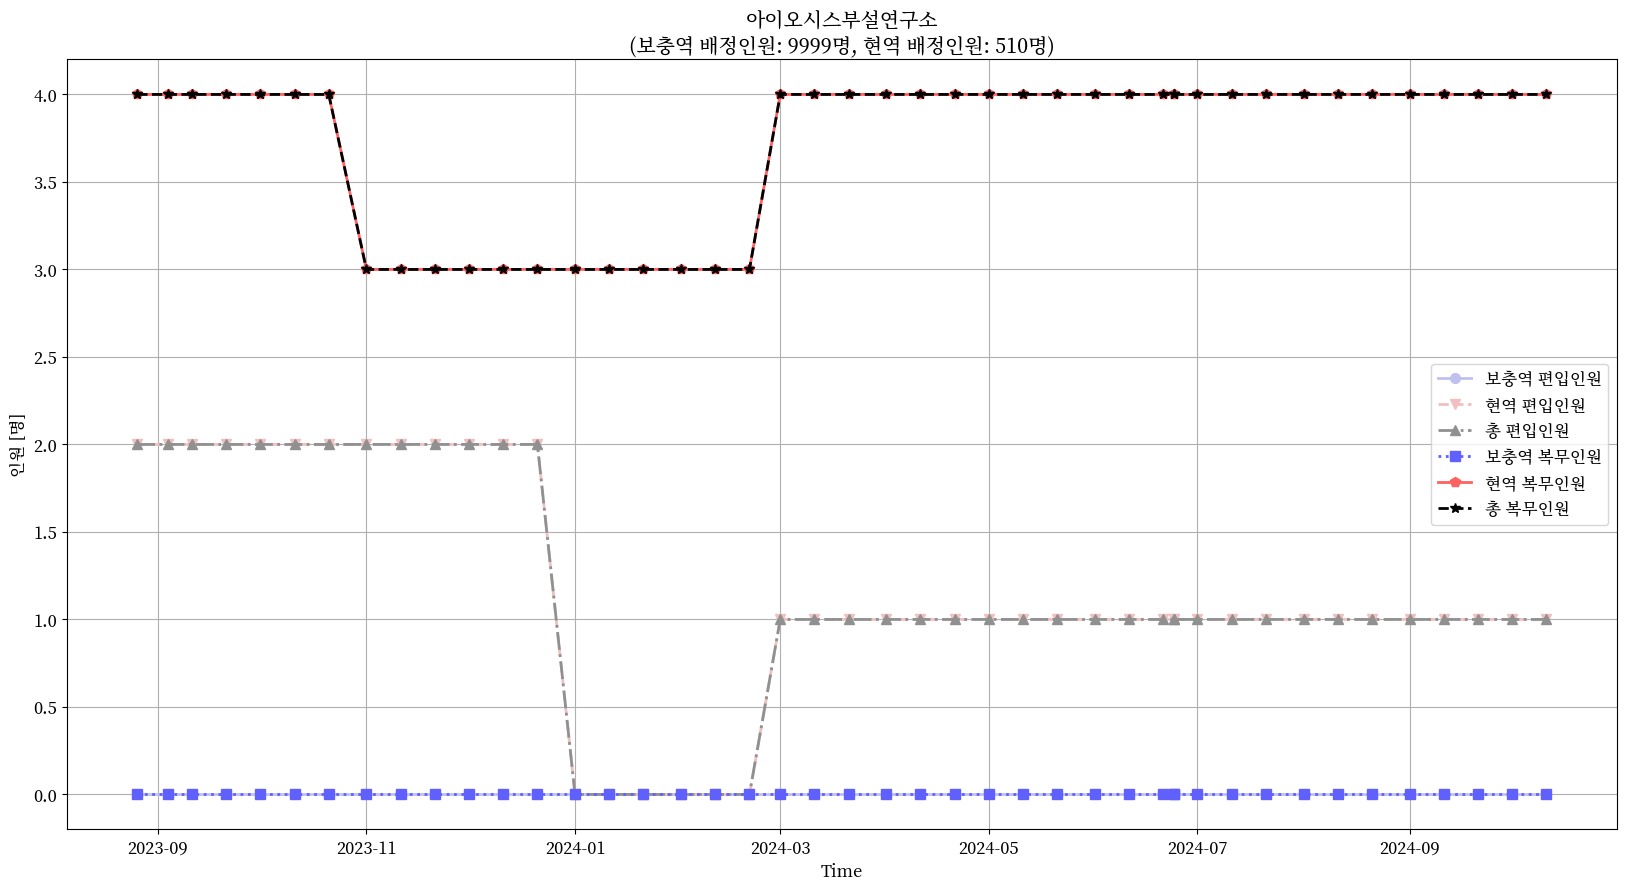 아이오시스부설연구소
(보충역 배정인원: 9999명, 현역 배정인원: 510명)
인원 [명]
4.0
3.5
3.0
2.5
2.0
1.5
1.0
0.5
0.0
보충역 편입인원
현역 편입인원
총 편입인원
보충역 복무인원
현역 복무인원
총 복무인원
2023-09 2023-11 2024-01 2024-03 2024-05 2024-07 2024-09
Time